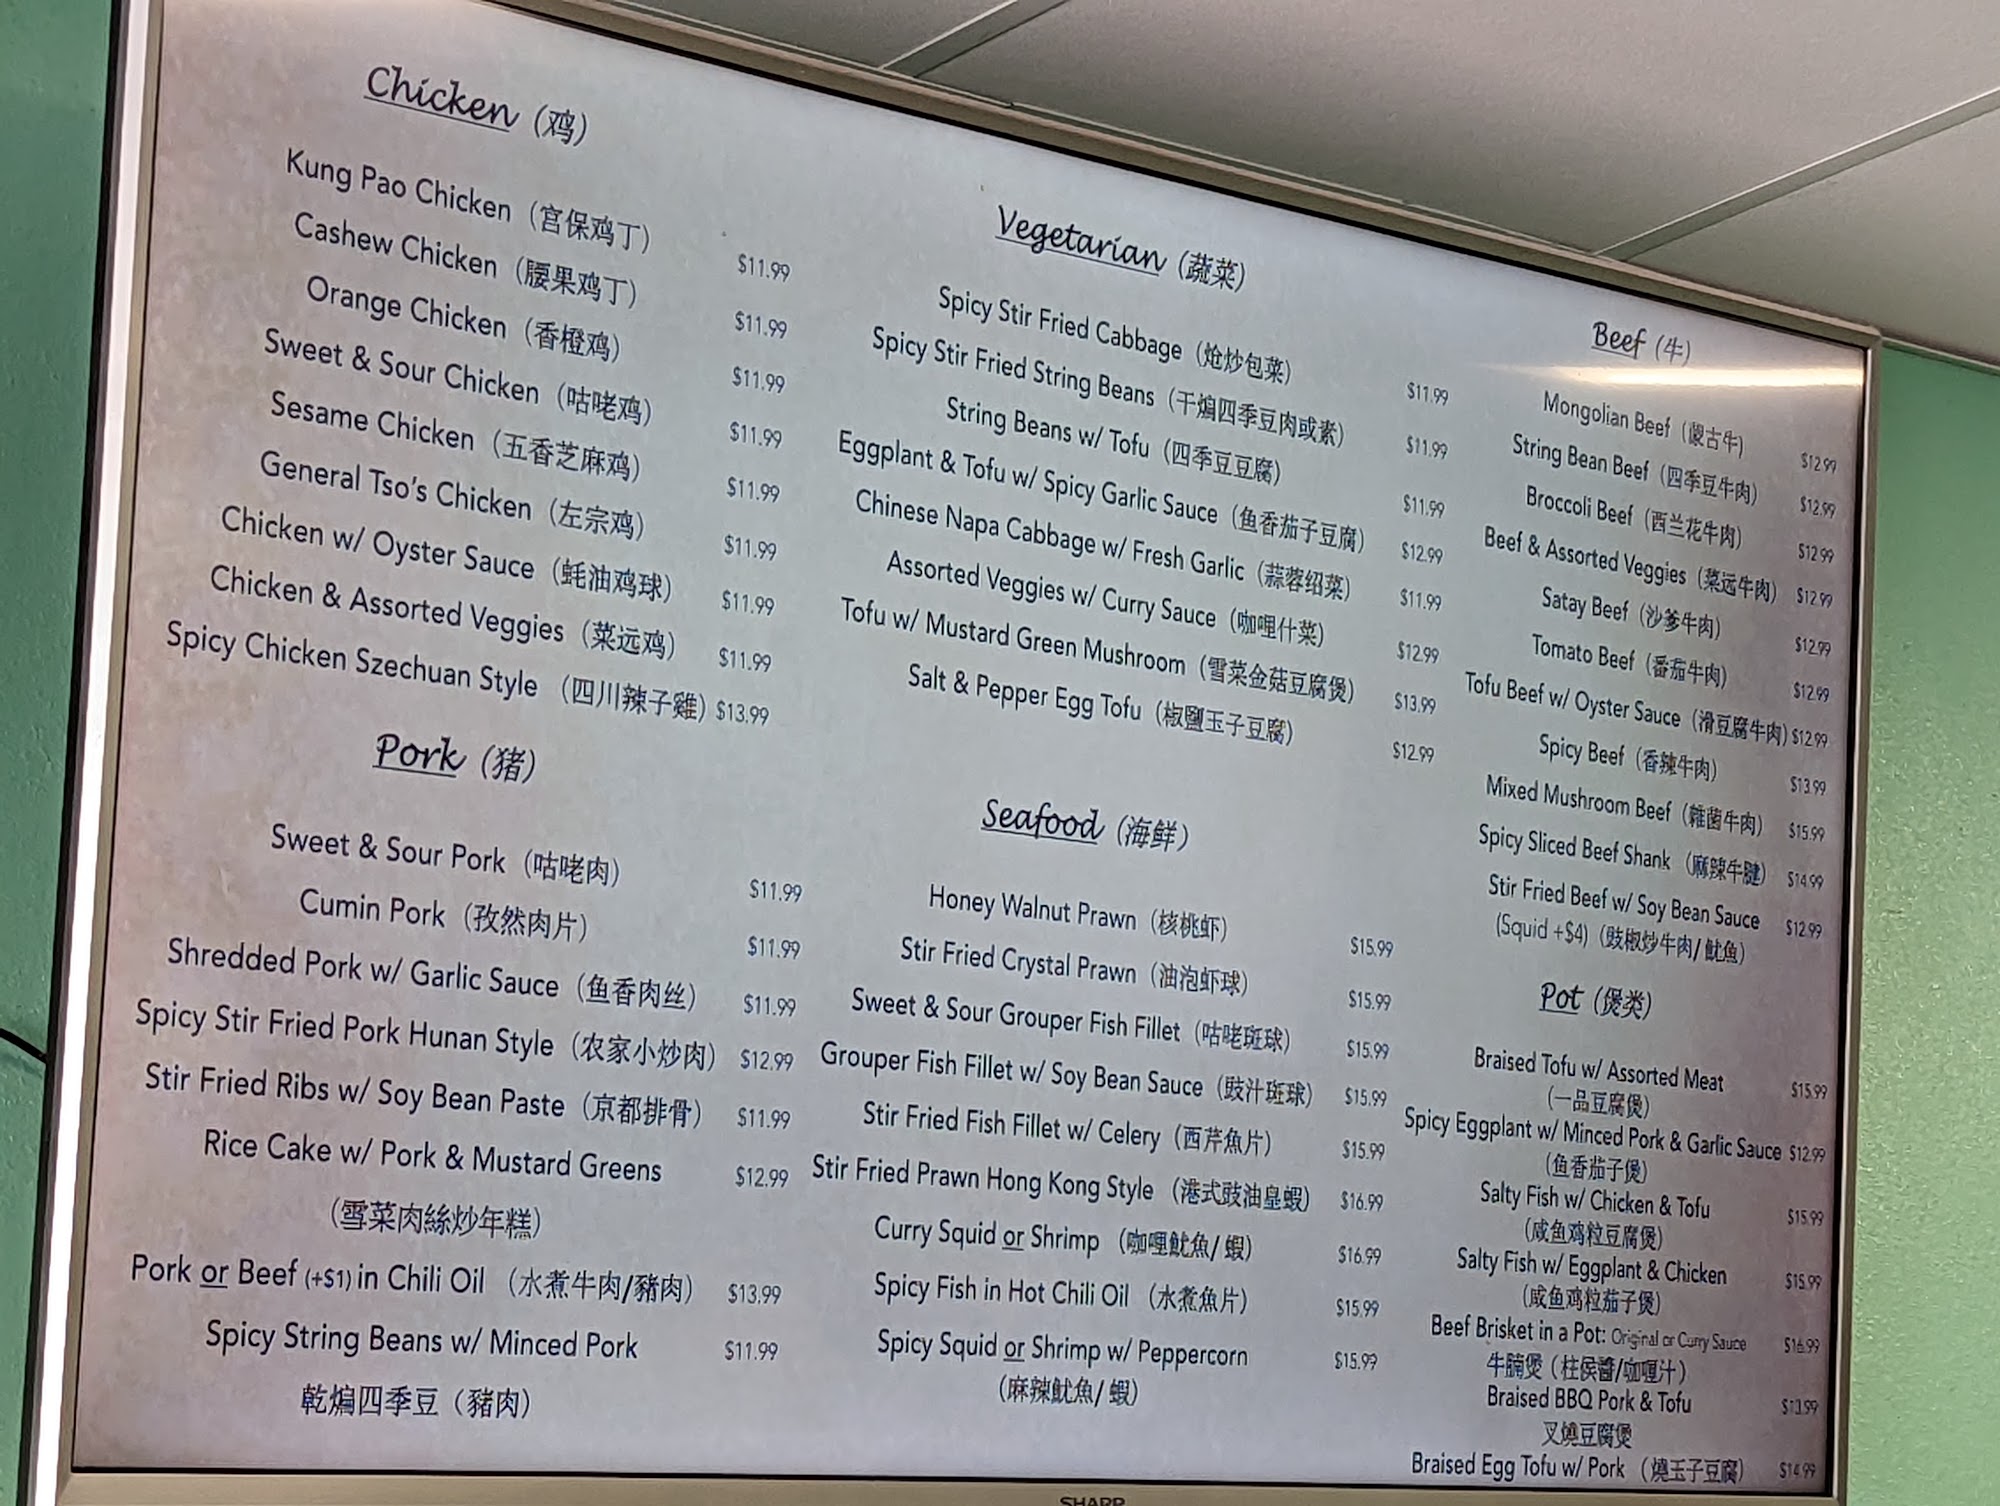 Chicken (鸡)
Kung Pao Chicken (宫保鸡丁) $11.99
Cashew Chicken (腰果鸡丁) $11.99
Orange Chicken (香橙鸡) $11.99
Sweet & Sour Chicken (咕咾鸡) $11.99
Sesame Chicken (五香芝麻鸡) $11.99
General Tso's Chicken (左宗鸡) $11.99
Chicken w/ Oyster Sauce (蚝油鸡球) $11.99
Chicken & Assorted Veggies (菜远鸡) $11.99
Spicy Chicken Szechuan Style (四川辣子雞) $13.99
Pork (猪)
Sweet & Sour Pork (咕咾肉) $11.99
Cumin Pork (孜然肉片) $11.99
Shredded Pork w/ Garlic Sauce (鱼香肉丝) $11.99
Spicy Stir Fried Pork Hunan Style (农家小炒肉) $12.99
Stir Fried Ribs w/ Soy Bean Paste (京都排骨) $11.99
Rice Cake w/ Pork & Mustard Greens $12.99
(雪菜肉絲炒年糕)
Pork or Beef (+$1) in Chili Oil (水煮牛肉/豬肉) $13.99
Spicy String Beans w/ Minced Pork $11.99
乾煸四季豆 (豬肉)
Vegetarian (蔬菜)
Spicy Stir Fried Cabbage (炝炒包菜) $11.99
Spicy Stir Fried String Beans (干煸四季豆肉或素) $11.99
String Beans w/ Tofu (四季豆豆腐) $11.99
Eggplant & Tofu w/ Spicy Garlic Sauce (鱼香茄子豆腐) $12.99
Chinese Napa Cabbage w/ Fresh Garlic (蒜蓉绍菜) $11.99
Assorted Veggies w/ Curry Sauce (咖哩什菜) $12.99
Tofu w/ Mustard Green Mushroom (雪菜金菇豆腐煲) $13.99
Salt & Pepper Egg Tofu (椒鹽玉子豆腐) $12.99
Seafood (海鲜)
Honey Walnut Prawn (核桃虾) $15.99
Stir Fried Crystal Prawn (油泡虾球) $15.99
Sweet & Sour Grouper Fish Fillet (咕咾斑球) $15.99
Grouper Fish Fillet w/ Soy Bean Sauce (豉汁斑球) $15.99
Stir Fried Fish Fillet w/ Celery (西芹魚片) $15.99
Stir Fried Prawn Hong Kong Style (港式豉油皇蝦) $16.99
Curry Squid or Shrimp (咖哩魷魚/ 蝦) $16.99
Spicy Fish in Hot Chili Oil (水煮魚片) $15.99
Spicy Squid or Shrimp w/ Peppercorn $15.99
(麻辣魷魚/ 蝦)
Beef (牛)
Mongolian Beef (蒙古牛) $12.99
String Bean Beef (四季豆牛肉) $12.99
Broccoli Beef (西兰花牛肉) $12.99
Beef & Assorted Veggies (菜远牛肉) $12.99
Satay Beef (沙爹牛肉) $12.99
Tomato Beef (番茄牛肉) $12.99
Tofu Beef w/ Oyster Sauce (滑豆腐牛肉) $12.99
Spicy Beef (香辣牛肉) $13.99
Mixed Mushroom Beef (雜菌牛肉) $15.99
Spicy Sliced Beef Shank (麻辣牛腱) $14.99
Stir Fried Beef w/ Soy Bean Sauce $12.99
(Squid +$4) (豉椒炒牛肉/ 魷魚)
Pot (煲类)
Braised Tofu w/ Assorted Meat $15.99
(一品豆腐煲)
Spicy Eggplant w/ Minced Pork & Garlic Sauce $12.99
(鱼香茄子煲)
Salty Fish w/ Chicken & Tofu $15.99
(咸鱼鸡粒豆腐煲)
Salty Fish w/ Eggplant & Chicken $15.99
(咸鱼鸡粒茄子煲)
Beef Brisket in a Pot: Original or Curry Sauce $16.99
牛腩煲 (柱侯醬/咖喱汁)
Braised BBQ Pork & Tofu $13.99
叉燒豆腐煲
Braised Egg Tofu w/ Pork (燒玉子豆腐) $14.99
SHARP